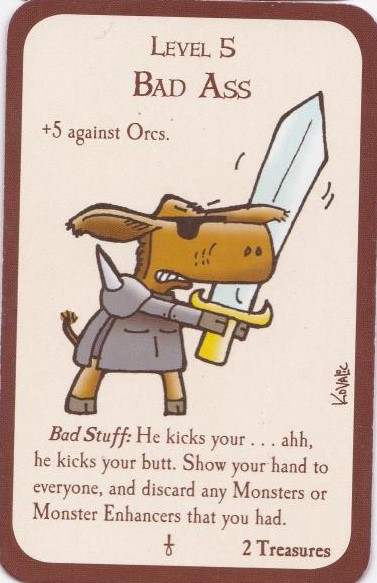 LEVEL 5
BAD ASS
+5 against Orcs.
KOVALIC
Bad Stuff: He kicks your . . . ahh,
he kicks your butt. Show your hand to
everyone, and discard any Monsters or
Monster Enhancers that you had.
2 Treasures